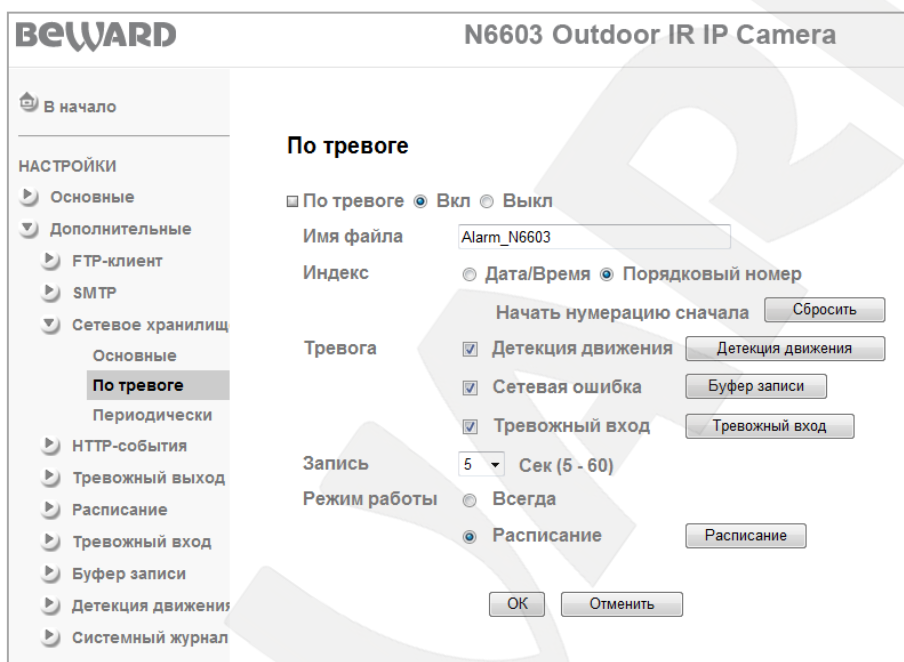 BEWARD
N6603 Outdoor IR IP Camera
В начало
НАСТРОЙКИ
Основные
Дополнительные
FTP-клиент
SMTP
Сетевое хранилищ
Основные
По тревоге
Периодически
HTTP-события
Тревожный выход
Расписание
Тревожный вход
Буфер записи
Детекция движения
Системный журнал
По тревоге
По тревоге Вкл Выкл
Имя файла Alarm_N6603
Индекс Дата/Время Порядковый номер
Начать нумерацию сначала Сбросить
Тревога Детекция движения Детекция движения
Сетевая ошибка Буфер записи
Тревожный вход Тревожный вход
Запись 5 Сек (5 - 60)
Режим работы Всегда
Расписание Расписание
OK Отменить